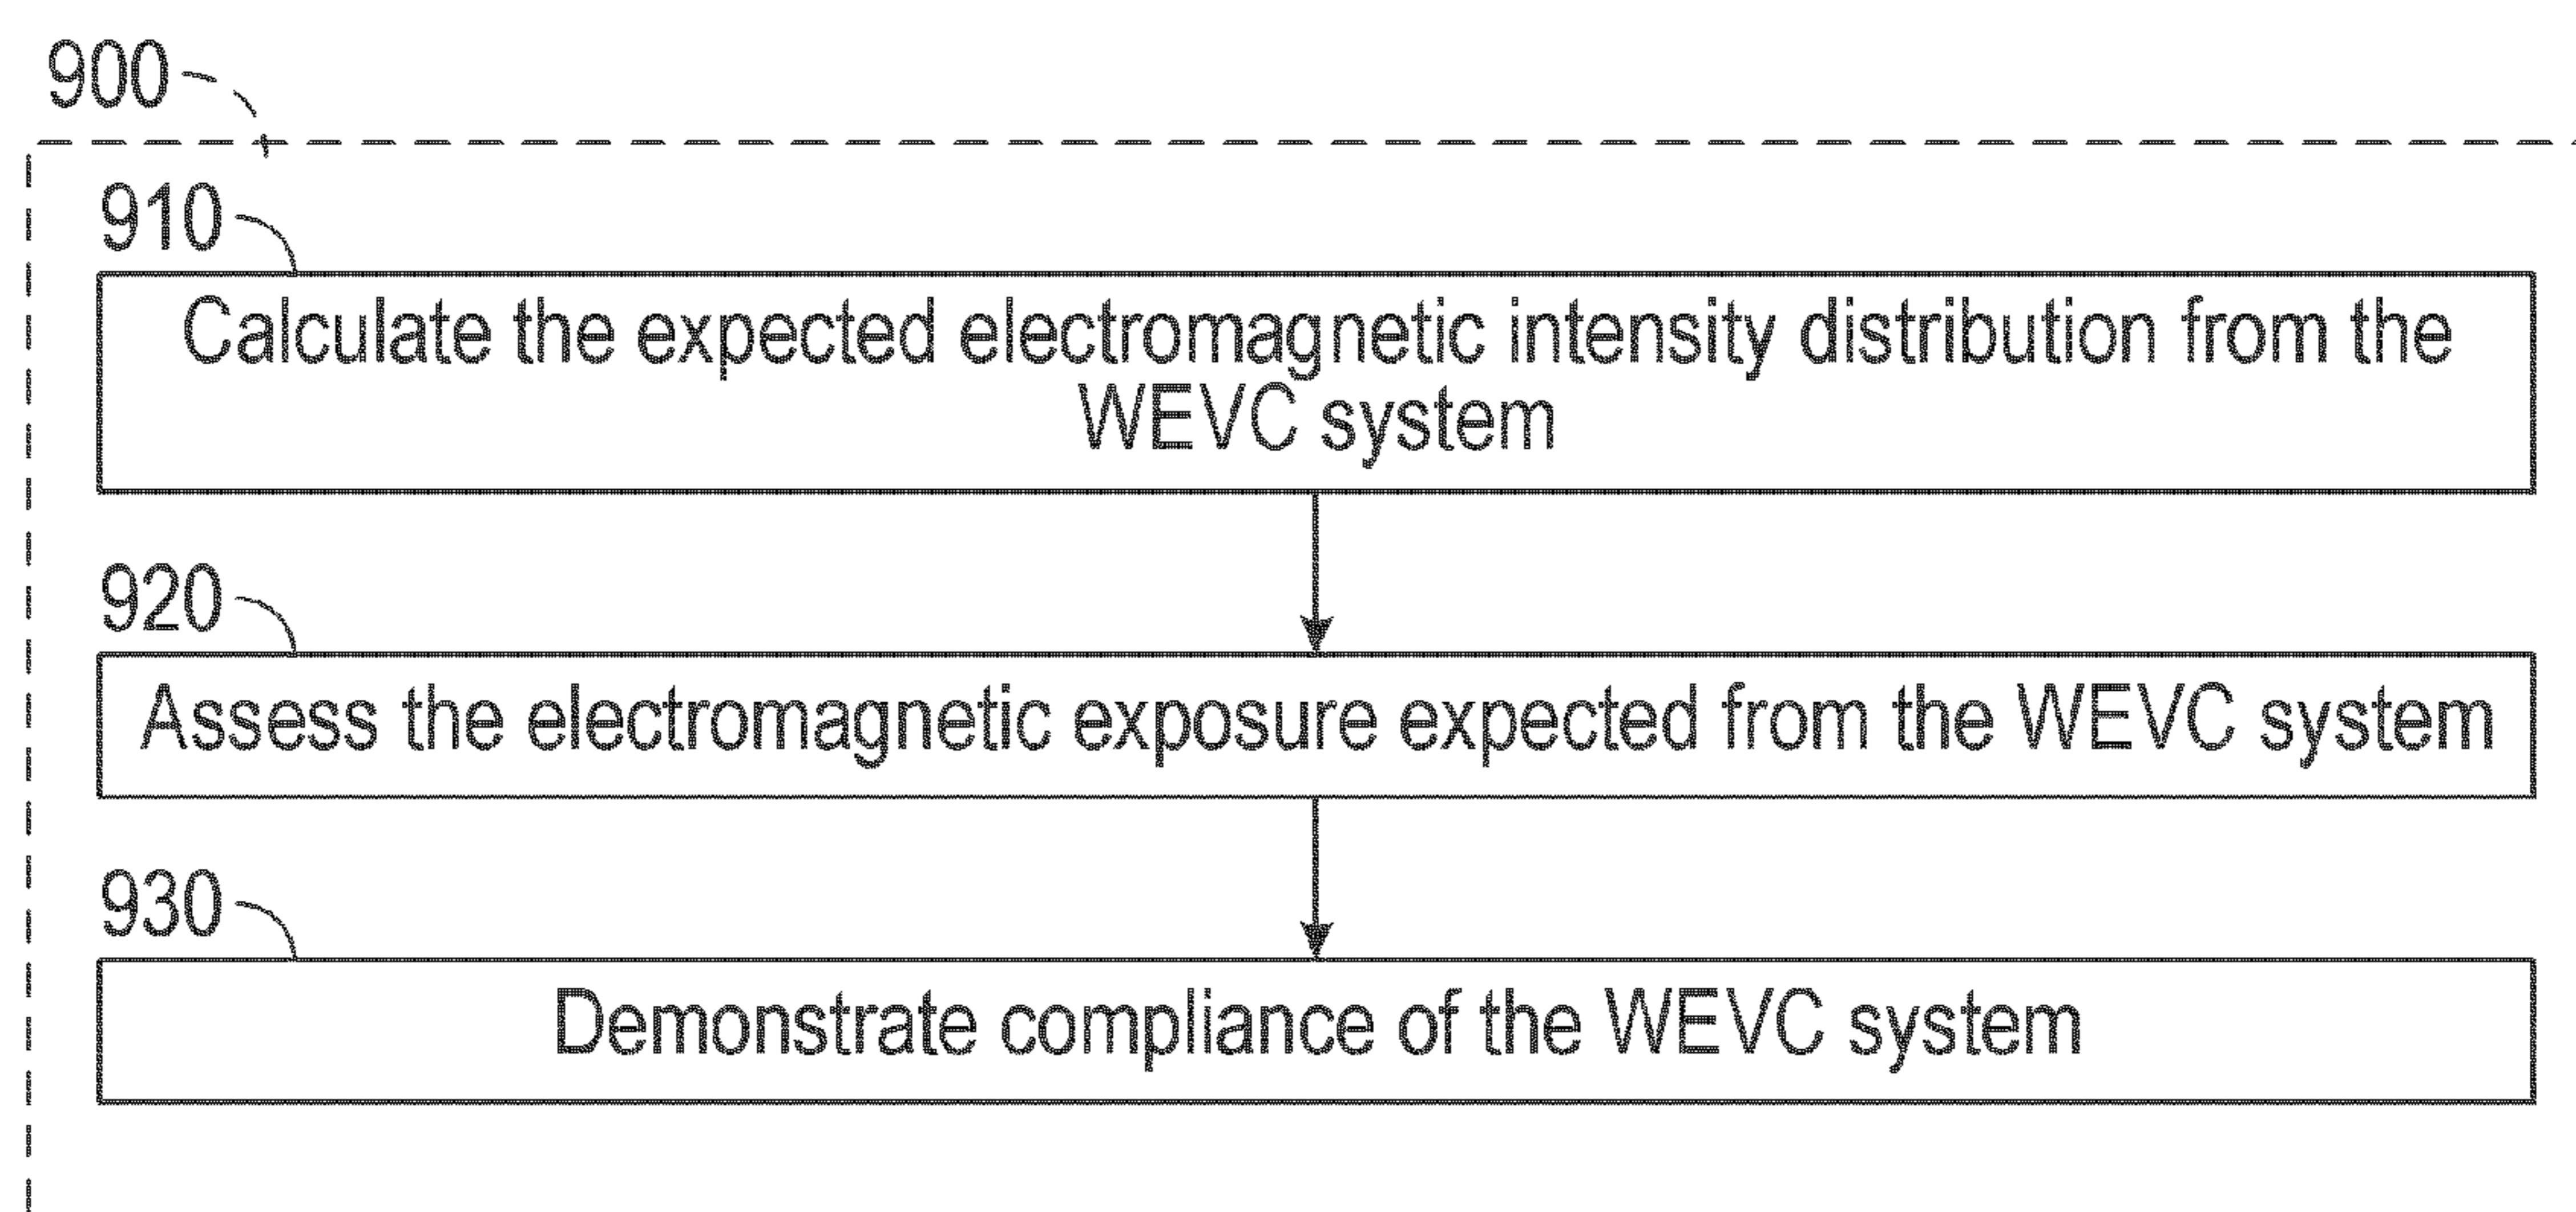 900
910
Calculate the expected electromagnetic intensity distribution from the
WEVC system
920
Assess the electromagnetic exposure expected from the WEVC system
930
Demonstrate compliance of the WEVC system